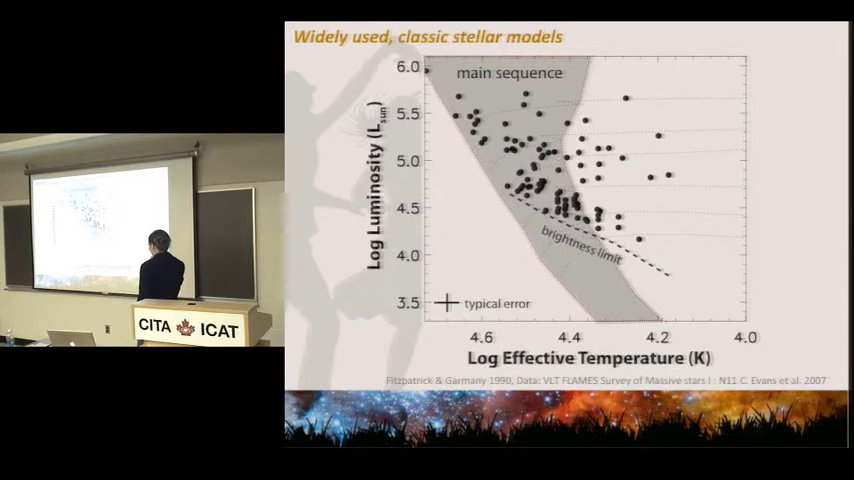 Widely used, classic stellar models
6.0
main sequence
5.5
5.0
4.5
4.0
3.5
Log Luminosity (Lsun)
brightness limit
typical error
4.6 4.4 4.2 4.0
Log Effective Temperature (K)
Fitzpatrick & Garmany 1990, Data: VLT FLAMES Survey of Massive stars I : N11 C. Evans et al. 2007
CITA ICAT